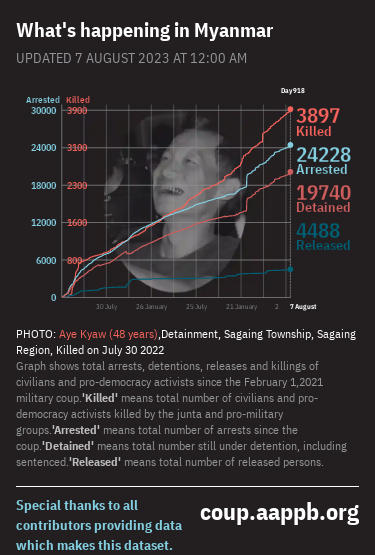 What's happening in Myanmar
UPDATED 7 AUGUST 2023 AT 12:00 AM
Day918
Arrested Killed
30000 3900
24000 3100
18000 2300
12000 1600
6000 800
0
3897
Killed
24228
Arrested
19740
Detained
4488
Released
30 July 26 January 25 July 21 January 2 7 August
PHOTO: Aye Kyaw (48 years),Detainment, Sagaing Township, Sagaing
Region, Killed on July 30 2022
Graph shows total arrests, detentions, releases and killings of
civilians and pro-democracy activists since the February 1,2021
military coup.'Killed' means total number of civilians and pro-
democracy activists killed by the junta and pro-military
groups.'Arrested' means total number of arrests since the
coup.'Detained' means total number still under detention, including
sentenced.'Released' means total number of released persons.
Special thanks to all
contributors providing data
which makes this dataset.
coup.aappb.org